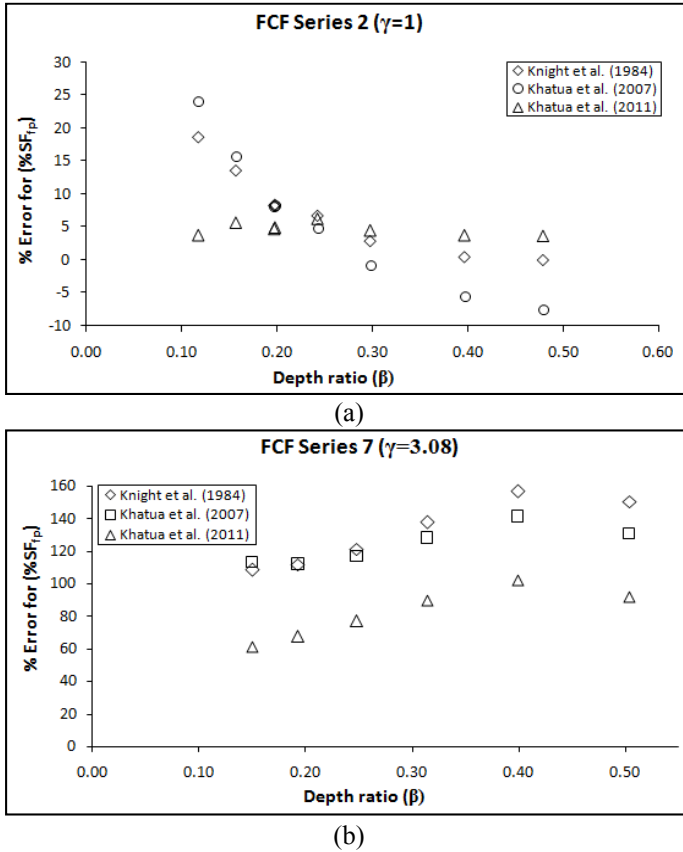 FCF Series 2 (γ=1)
% Error for (%SFfp)
30
25
20
15
10
5
0
-5
-10
Knight et al. (1984)
Khatua et al. (2007)
Khatua et al. (2011)
0.00 0.10 0.20 0.30 0.40 0.50 0.60
Depth ratio (β)
(a)
FCF Series 7 (γ=3.08)
% Error for (%SFfp)
160
140
120
100
80
60
40
20
0
Knight et al. (1984)
Khatua et al. (2007)
Khatua et al. (2011)
0.00 0.10 0.20 0.30 0.40 0.50
Depth ratio (β)
(b)